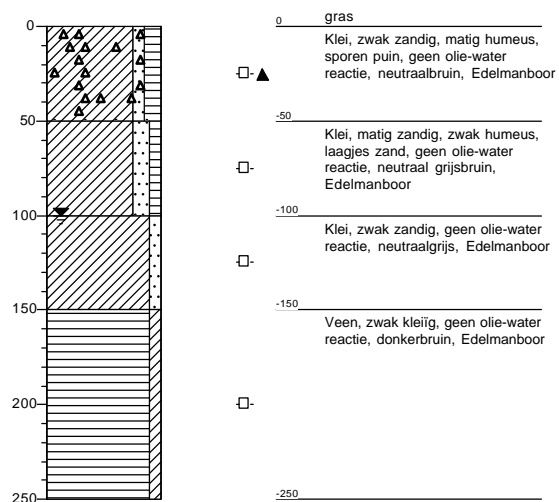 0
50
100
150
200
250
0
gras
Klei, zwak zandig, matig humeus,
sporen puin, geen olie-water
reactie, neutraalbruin, Edelmanboor
-50
Klei, matig zandig, zwak humeus,
laagjes zand, geen olie-water
reactie, neutraal grijsbruin,
Edelmanboor
-100
Klei, zwak zandig, geen olie-water
reactie, neutraalgrijs, Edelmanboor
-150
Veen, zwak kleiïg, geen olie-water
reactie, donkerbruin, Edelmanboor
-250